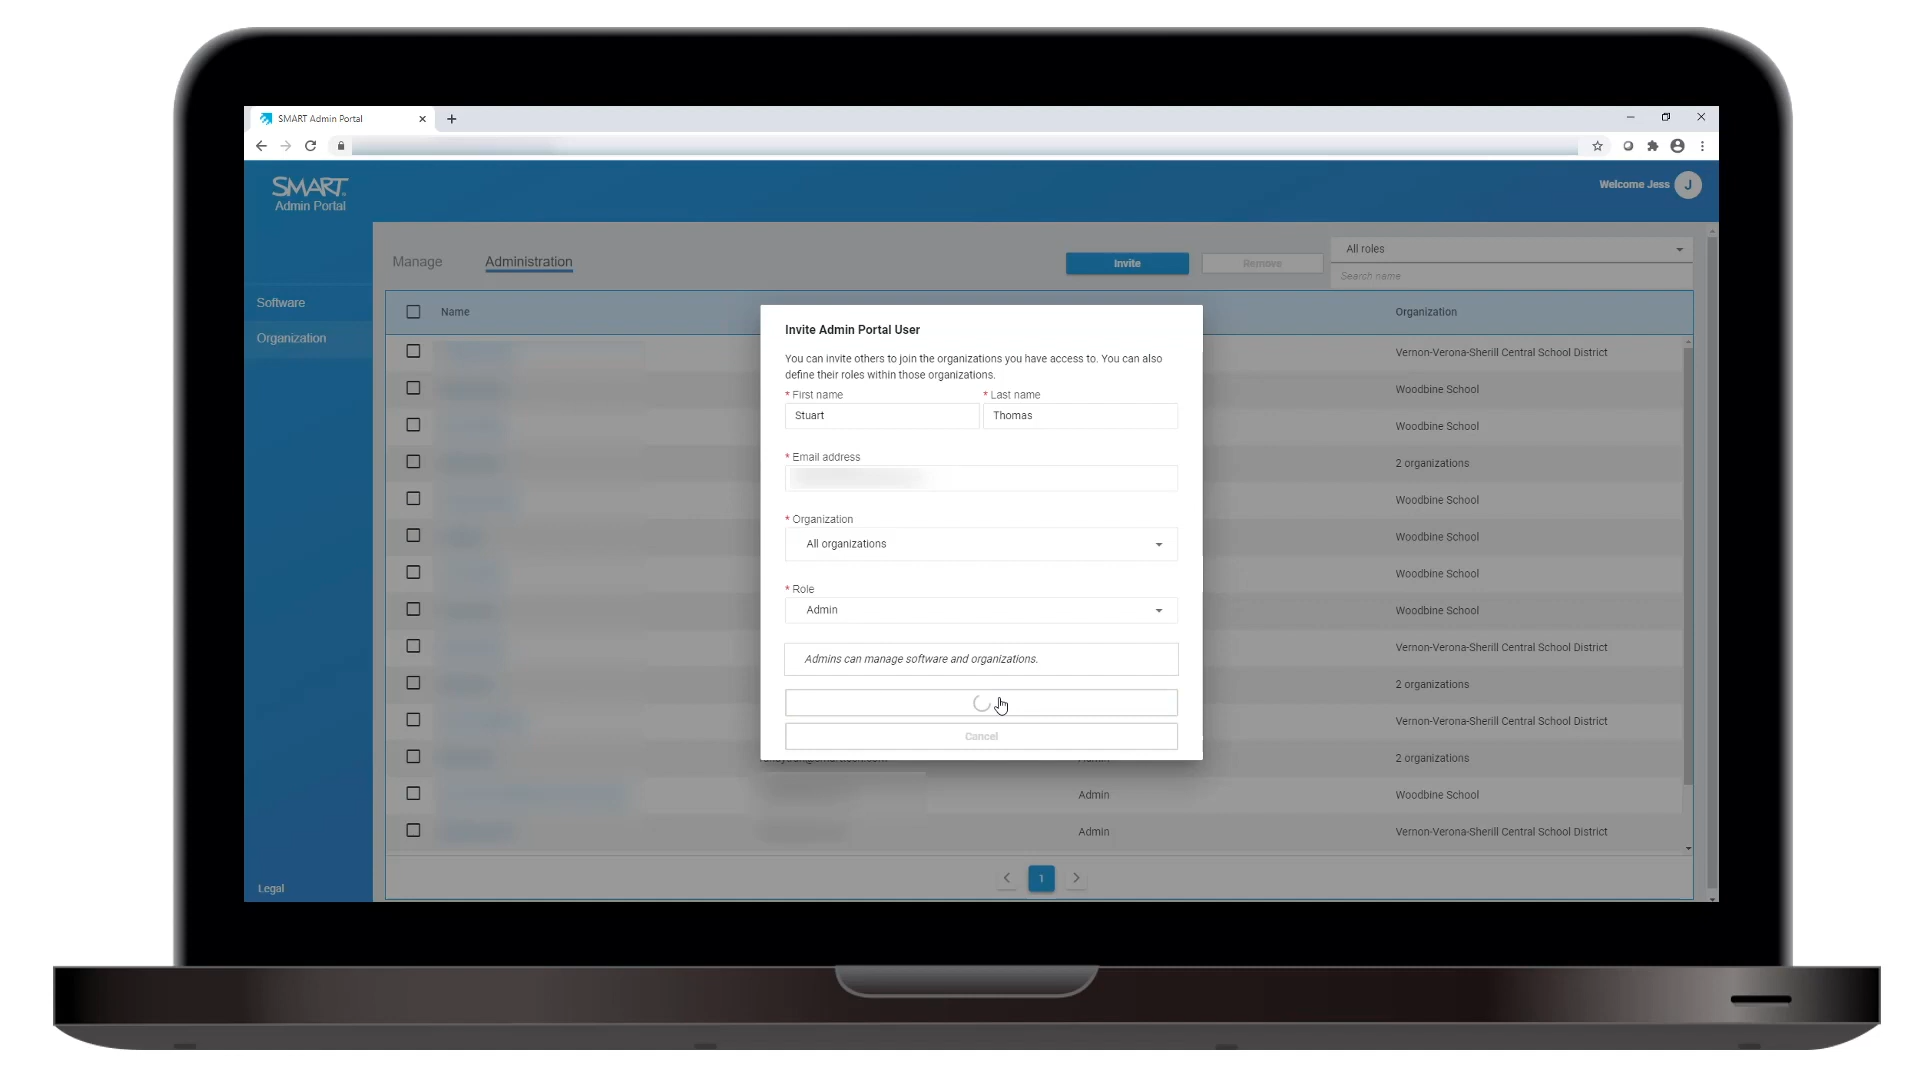 SMART Admin Portal
SMART
Admin Portal
Welcome Jess
J
Manage
Administration
Invite
Remove
All roles
Search name
Software
Organization
Legal
Name
Organization
Invite Admin Portal User
You can invite others to join the organizations you have access to. You can also
define their roles within those organizations.
* First name
* Last name
Stuart
Thomas
* Email address
* Organization
All organizations
* Role
Admin
Admins can manage software and organizations.
Cancel
Vernon-Verona-Sherill Central School District
Woodbine School
Woodbine School
2 organizations
Woodbine School
Woodbine School
Woodbine School
Woodbine School
Vernon-Verona-Sherill Central School District
2 organizations
Vernon-Verona-Sherill Central School District
2 organizations
Admin
Woodbine School
Admin
Vernon-Verona-Sherill Central School District
1